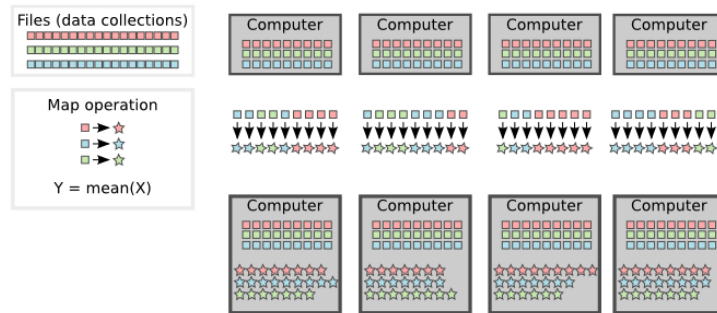 Files (data collections)
Computer
Computer
Computer
Computer
Map operation
Y = mean(X)
Computer
Computer
Computer
Computer